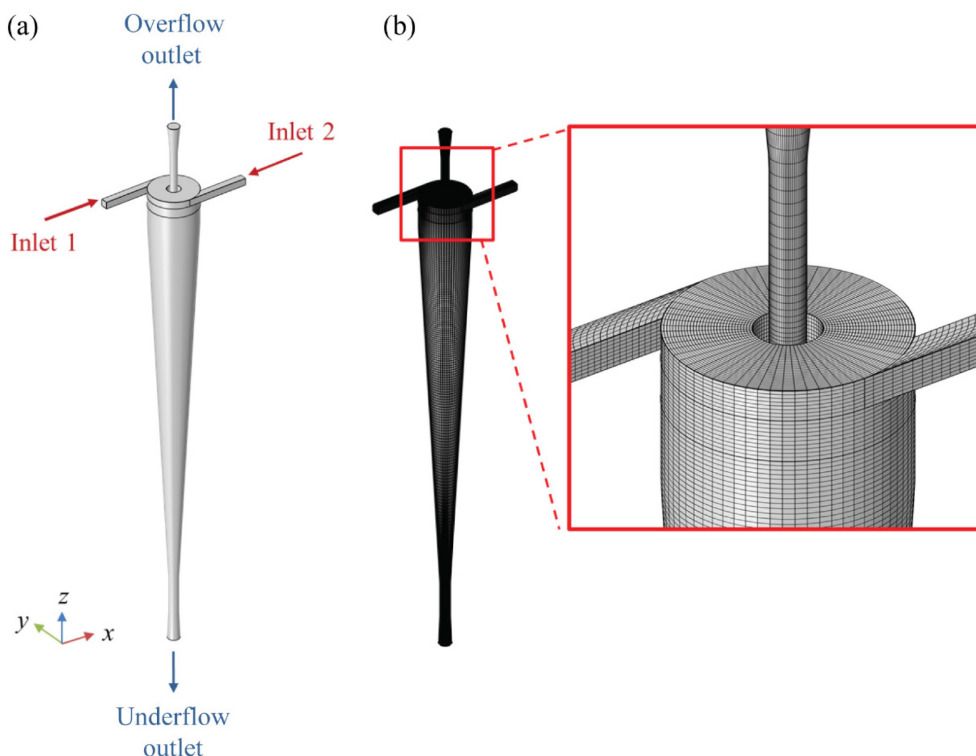 (a)
Overflow
outlet
(b)
Inlet 2
Inlet 1
z
y
x
Underflow
outlet